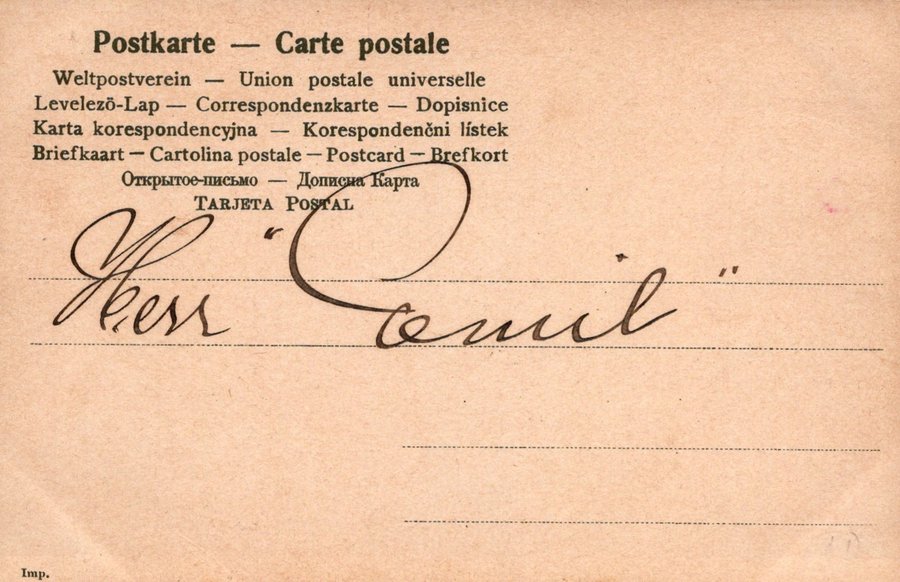 Postkarte — Carte postale
Weltpostverein — Union postale universelle
Levelezö-Lap — Correspondenzkarte — Dopisnice
Karta korespondencyjna — Korespondenčni lístek
Briefkaart — Cartolina postale — Postcard — Brefkort
Открытое-письмо — Дописна Карта
TARJETA POSTAL
Herr "Emil"
Imp.